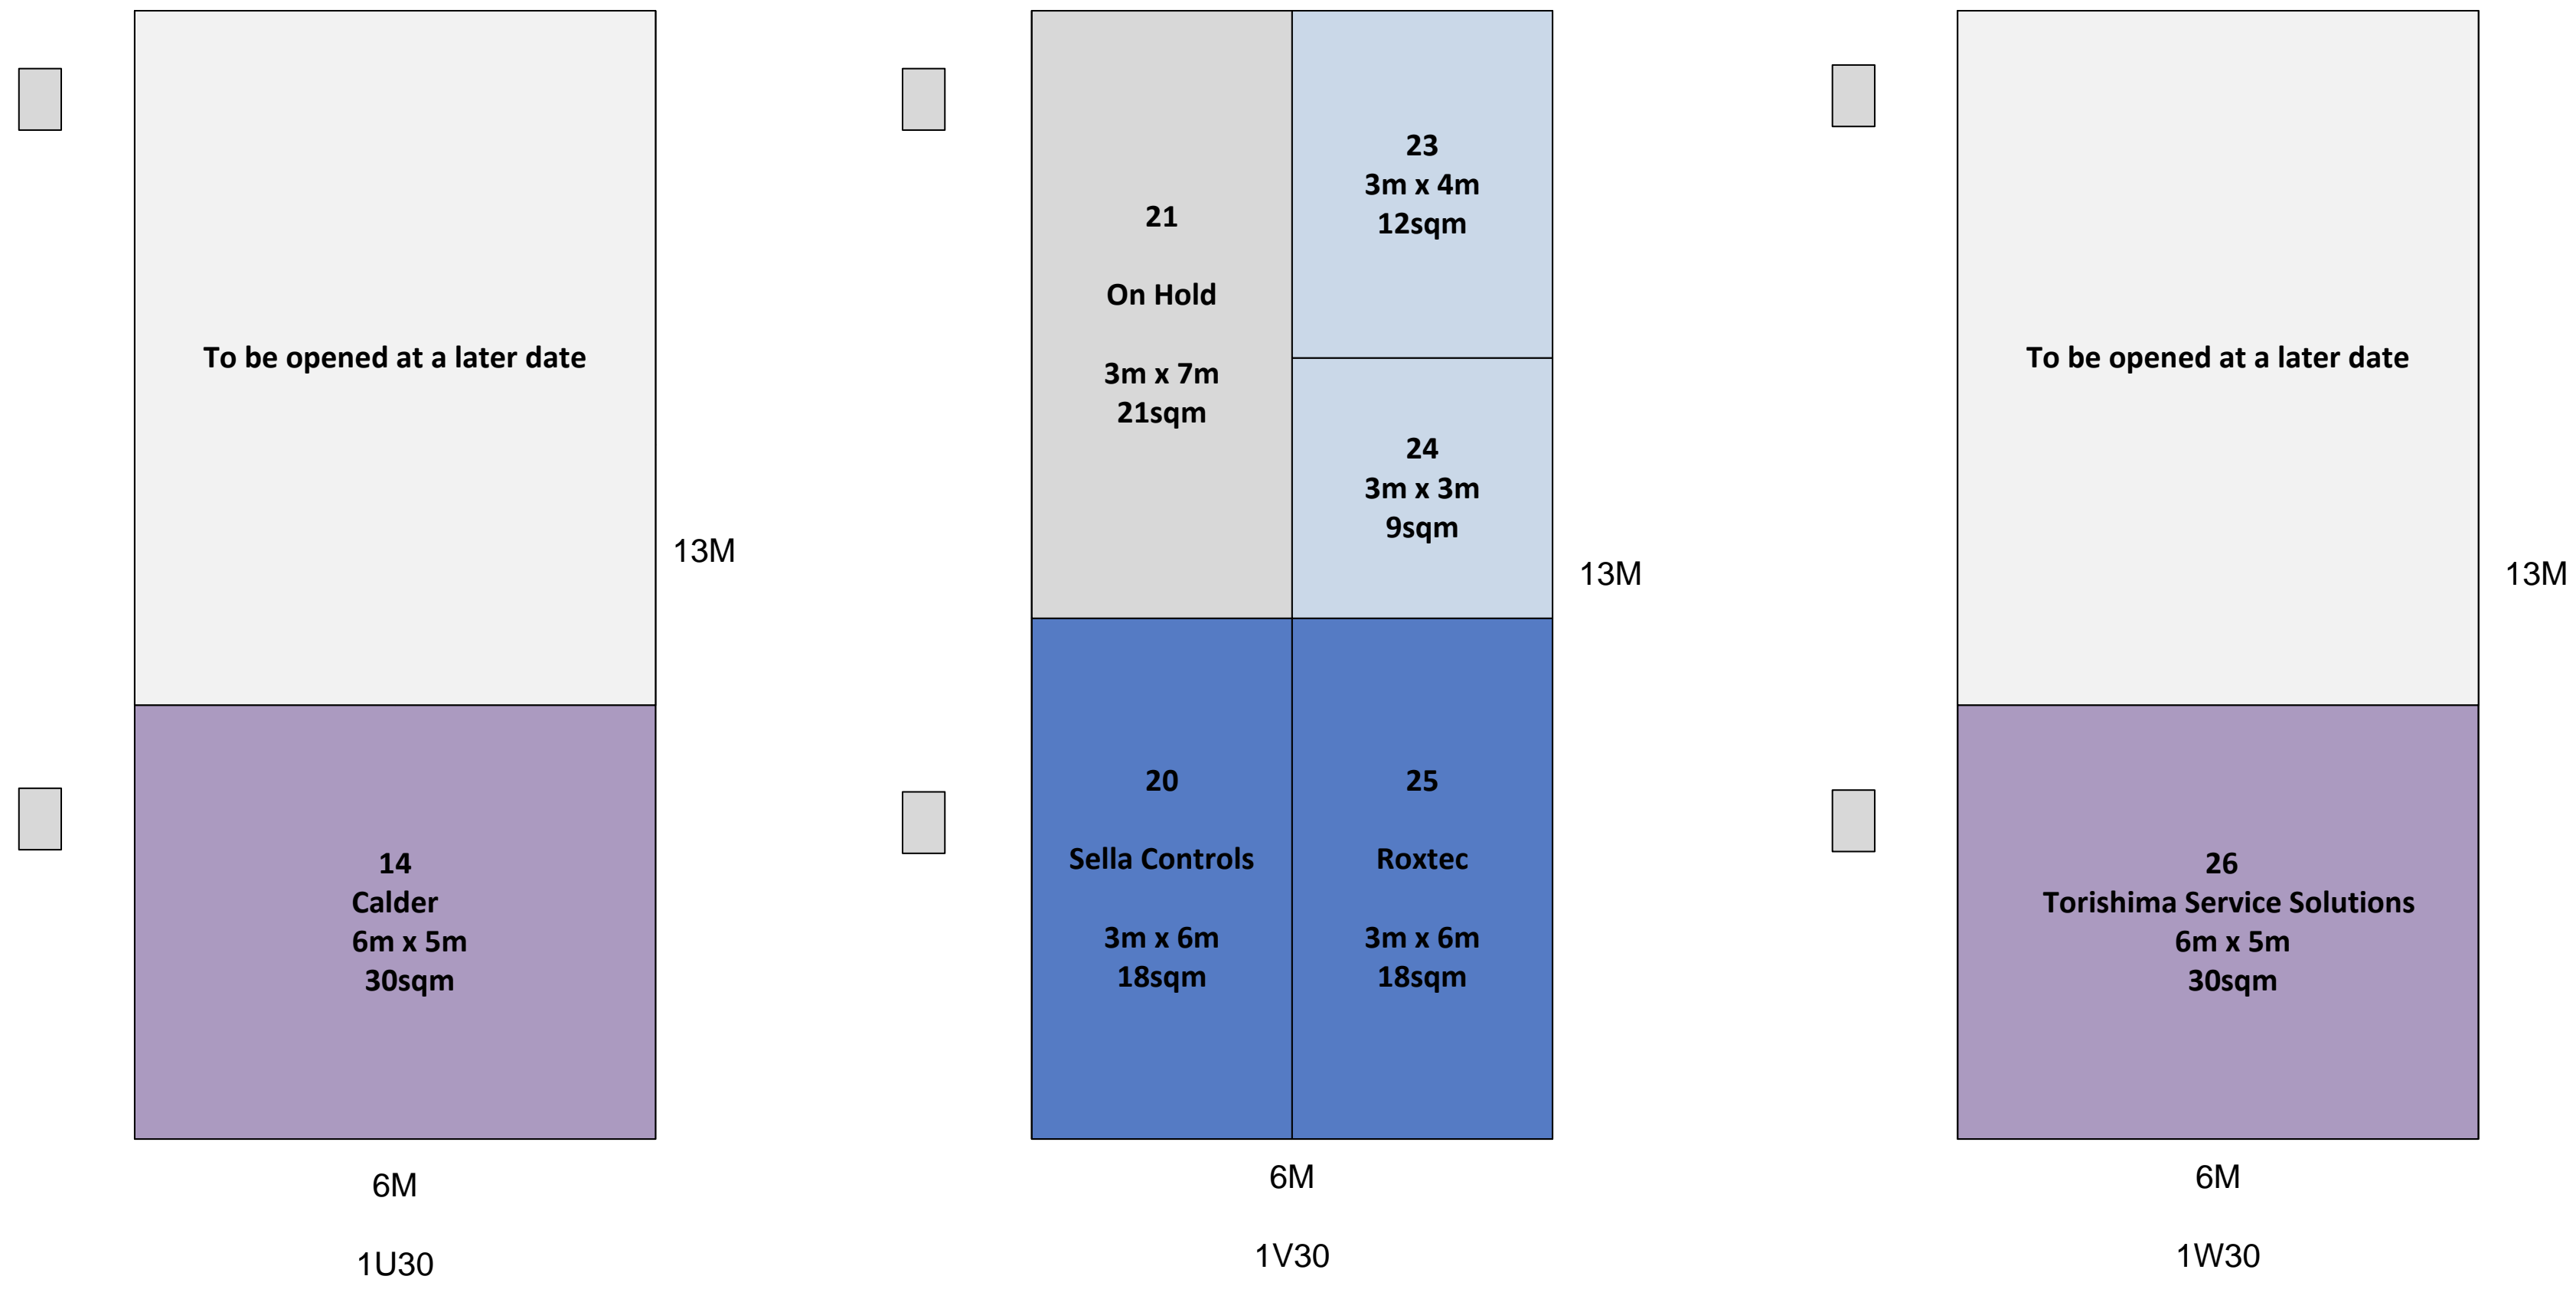 To be opened at a later date
13M
14
Calder
6m x 5m
30sqm
6M
1U30
21
On Hold
3m x 7m
21sqm
23
3m x 4m
12sqm
24
3m x 3m
9sqm
13M
20
Sella Controls
3m x 6m
18sqm
25
Roxtec
3m x 6m
18sqm
6M
1V30
To be opened at a later date
13M
26
Torishima Service Solutions
6m x 5m
30sqm
6M
1W30